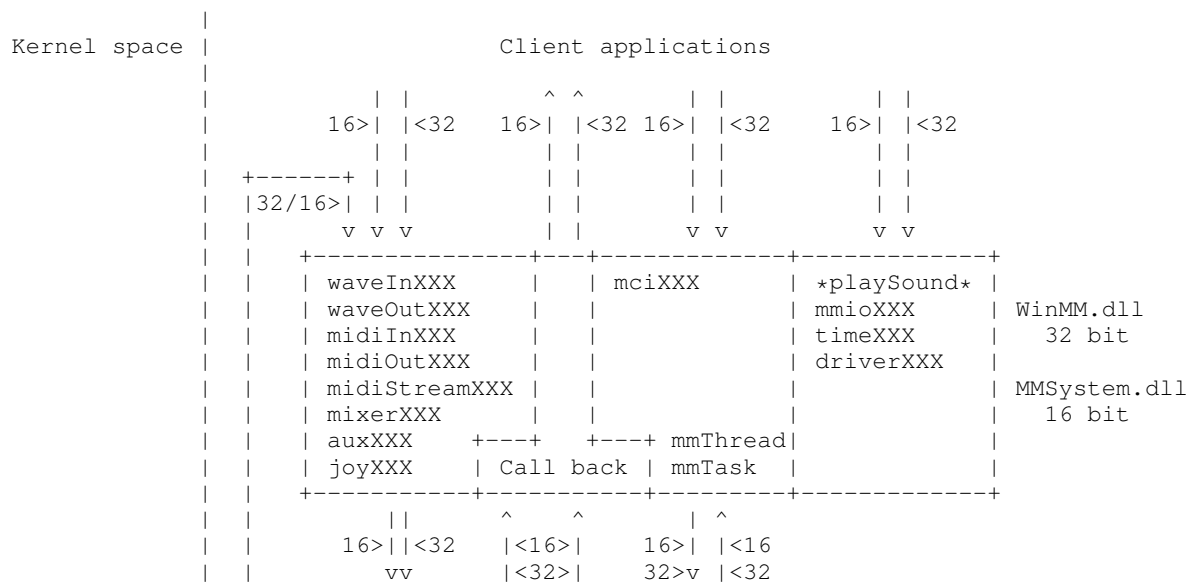 |
Kernel space    |                    Client applications
                |
                |             | |         ^ ^         | |           | |
                |         16>| |<32   16>| |<32 16>| |<32     16>| |<32
                |             | |         | |         | |           | |
                |  +------+ | |         | |         | |           | |
                |  |32/16>| | |         | |         | |           | |
                |  |      v v v         | |         v v           v v
                |  |   +---------------+---+-------------+-------------+
                |  |   | waveInXXX     |   | mciXXX      | *playSound* |
                |  |   | waveOutXXX    |   |             | mmioXXX     | WinMM.dll
                |  |   | midiInXXX     |   |             | timeXXX     |   32 bit
                |  |   | midiOutXXX    |   |             | driverXXX   |
                |  |   | midiStreamXXX |   |             |             | MMSystem.dll
                |  |   | mixerXXX      |   |             |             |   16 bit
                |  |   | auxXXX    +---+   +---+ mmThread|             |
                |  |   | joyXXX    | Call back | mmTask  |             |
                |  |   +-----------+-----------+---------+-------------+
                |  |         ||      ^    ^       | ^
                |  |      16>||<32   |<16>|    16>| |<16
                |  |         vv      |<32>|    32>v |<32